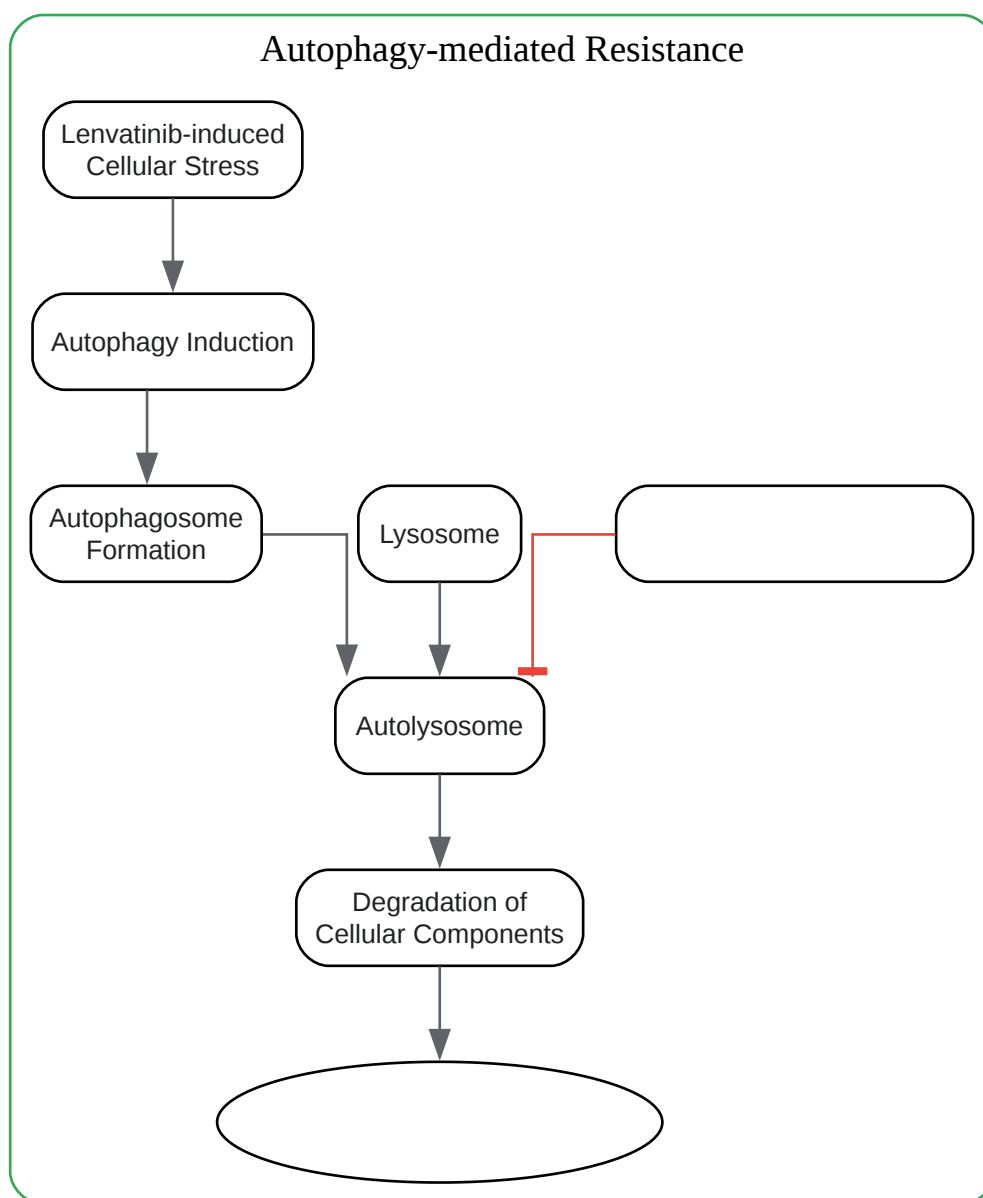 Autophagy-mediated Resistance
Lenvatinib-induced
Cellular Stress
Autophagy Induction
Autophagosome
Formation
Lysosome
Autolysosome
Degradation of
Cellular Components